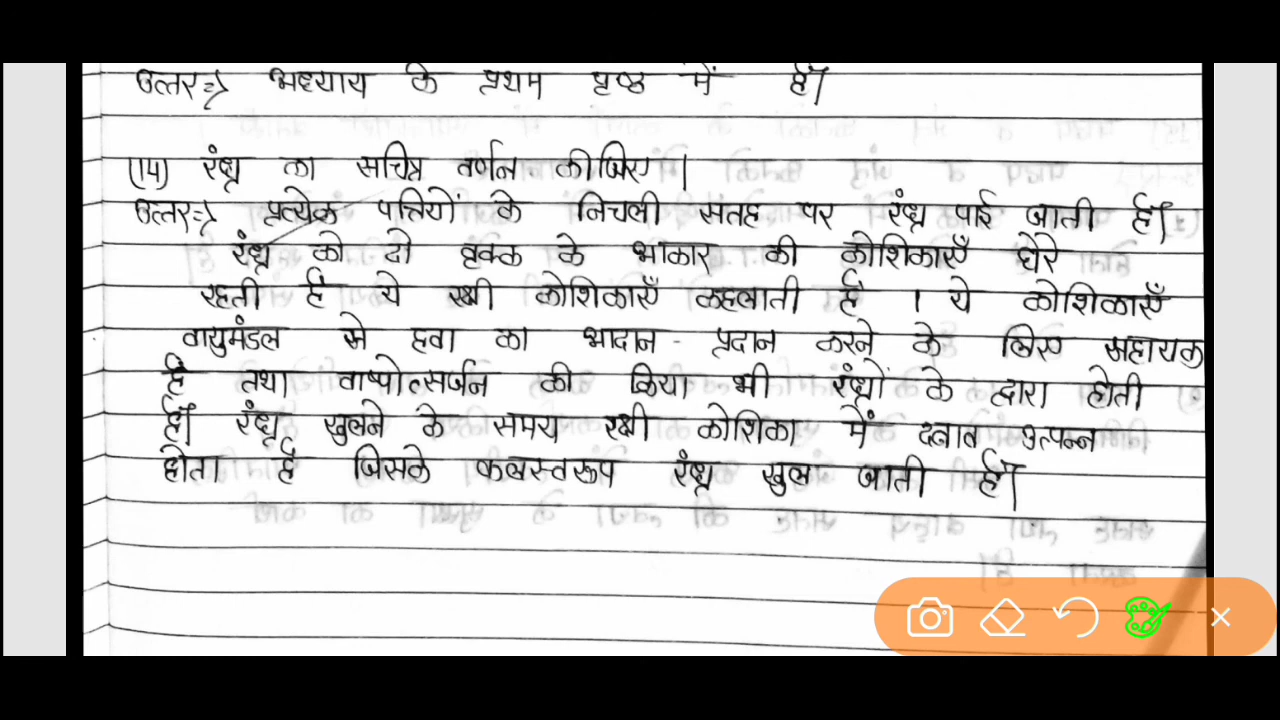 उत्तर⇒ अध्याय के प्रथम पृष्ठ में हैं।
(14) रंध्र का सचित्र वर्णन कीजिए।
उत्तर⇒ प्रत्येक पत्तियों के निचली सतह पर रंध्र पाई जाती हैं।
रंध्र को दो वृक्क के आकार की कोशिकाएँ घेरे
रहती हैं ये रक्षी कोशिकाएँ कहलाती हैं । ये कोशिकाएँ
वायुमंडल से हवा का आदान - प्रदान करने के लिए सहायक
हैं तथा वाष्पोत्सर्जन की क्रिया भी रंध्रों के द्वारा होती
हैं। रंध्र खुलने के समय रक्षी कोशिका में दबाव उत्पन्न
होता हैं जिसके फलस्वरूप रंध्र खुल जाती हैं।